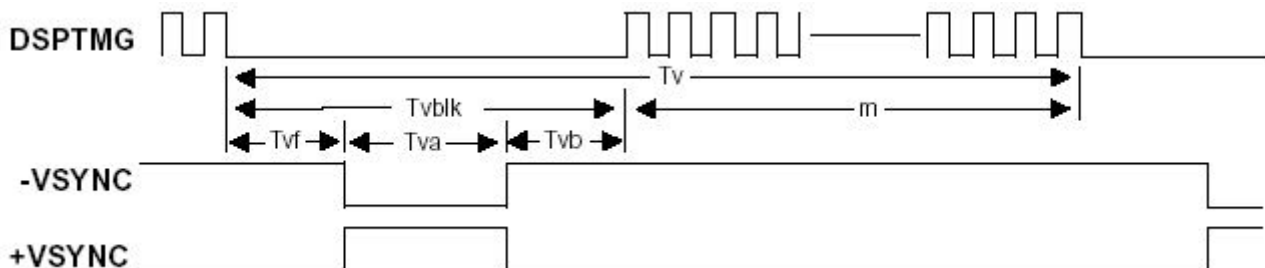 DSPTMG
Tv
Tvblk
m
Tvf
Tva
Tvb
-VSYNC
+VSYNC